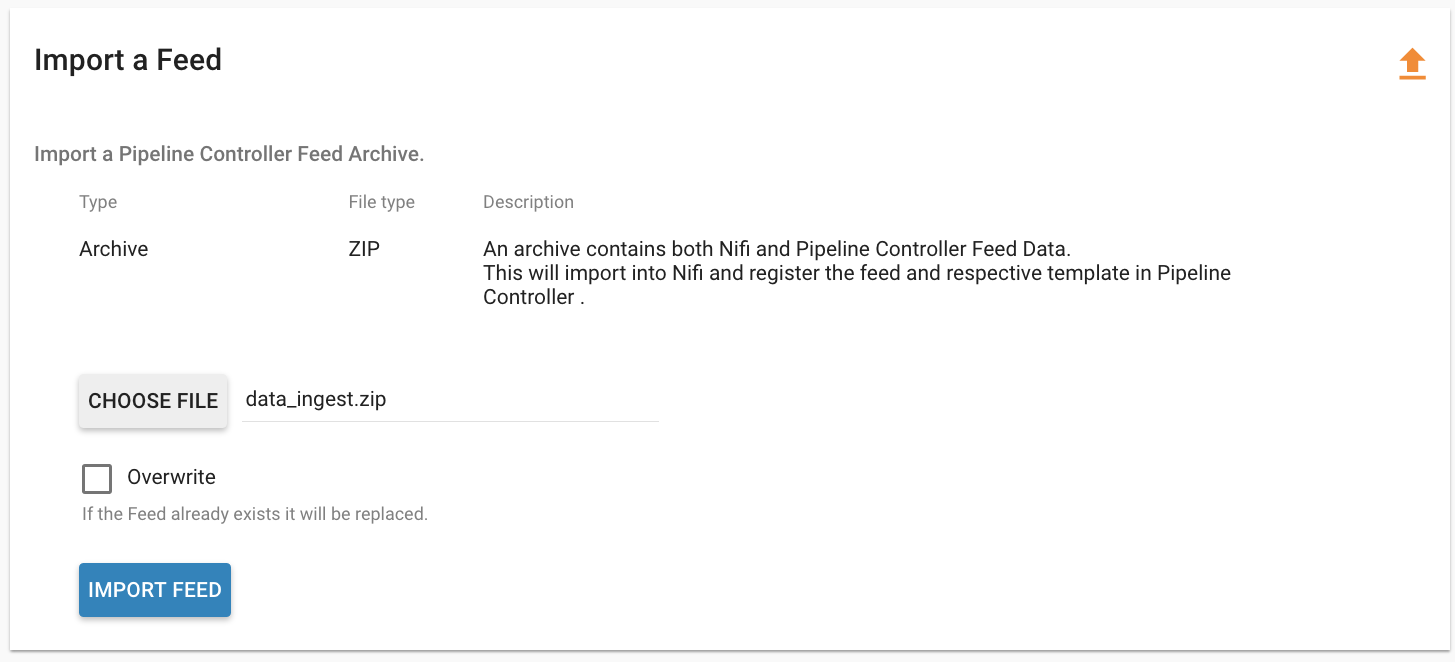 Import a Feed
Import a Pipeline Controller Feed Archive.
Type File type Description
Archive ZIP An archive contains both Nifi and Pipeline Controller Feed Data.
This will import into Nifi and register the feed and respective template in Pipeline
Controller .
CHOOSE FILE data_ingest.zip
Overwrite
If the Feed already exists it will be replaced.
IMPORT FEED